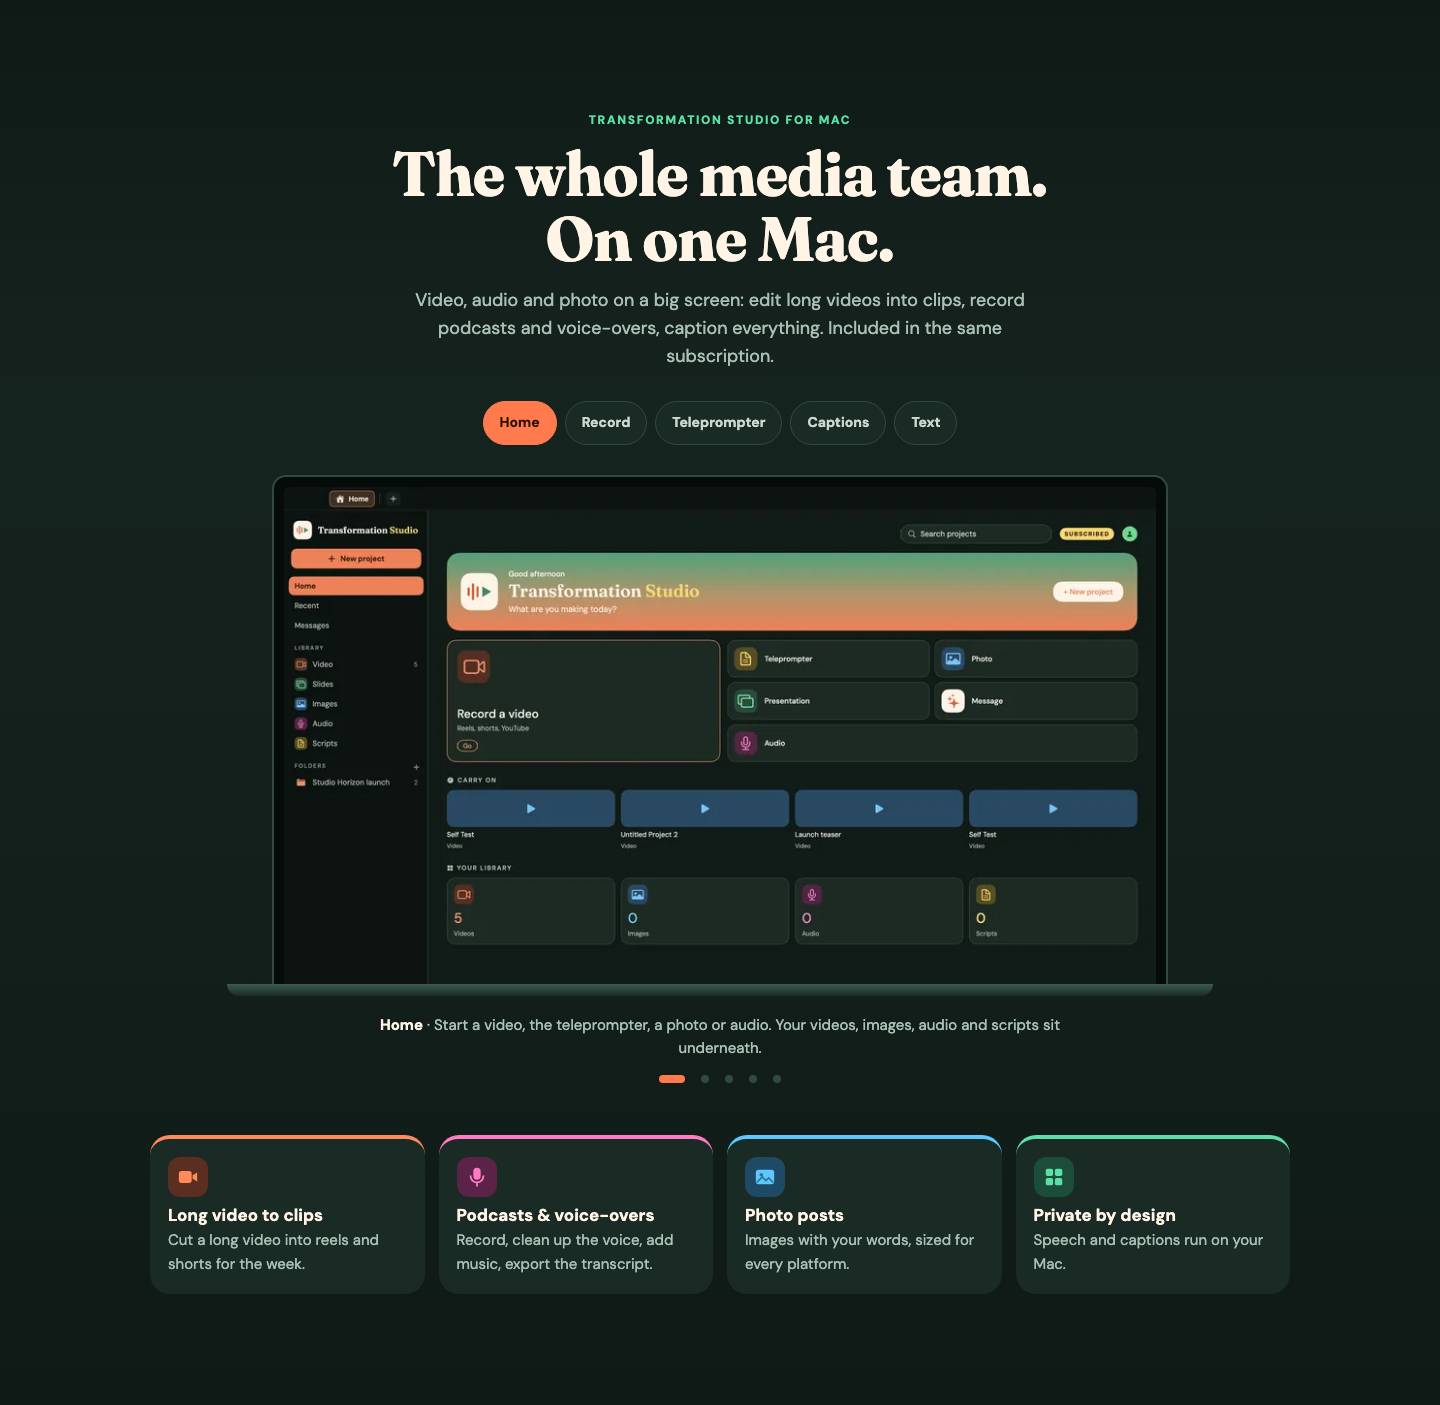 TRANSFORMATION STUDIO FOR MAC
The whole media team.
On one Mac.
Video, audio and photo on a big screen: edit long videos into clips, record
podcasts and voice-overs, caption everything. Included in the same
subscription.
Home
Record
Teleprompter
Captions
Text
Home
+
Transformation Studio
+ New project
Home
Recent
Messages
LIBRARY
Video 5
Slides
Images
Audio
Scripts
FOLDERS +
Studio Horizon launch 2
Search projects
SUBSCRIBED
Good afternoon
Transformation Studio
What are you making today?
+ New project
Record a video
Reels, shorts, YouTube
Go
Teleprompter
Photo
Presentation
Message
Audio
CARRY ON
Self Test
Video
Untitled Project 2
Video
Launch teaser
Video
Self Test
Video
YOUR LIBRARY
5
Videos
0
Images
0
Audio
0
Scripts
Home · Start a video, the teleprompter, a photo or audio. Your videos, images, audio and scripts sit
underneath.
Long video to clips
Cut a long video into reels and
shorts for the week.
Podcasts & voice-overs
Record, clean up the voice, add
music, export the transcript.
Photo posts
Images with your words, sized for
every platform.
Private by design
Speech and captions run on your
Mac.